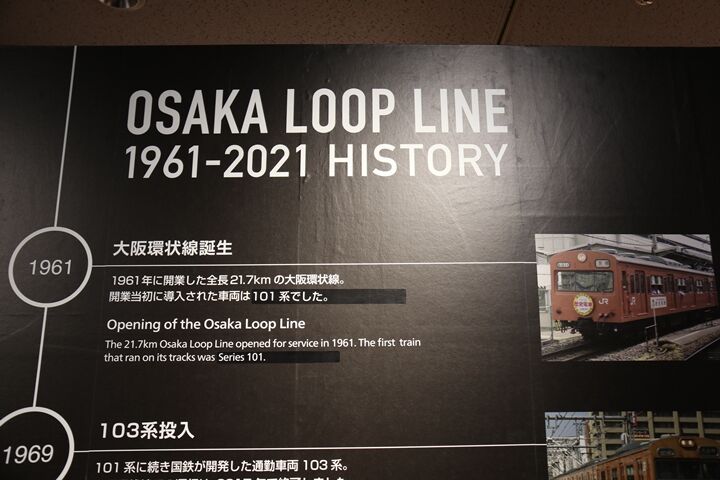 OSAKA LOOP LINE
1961-2021 HISTORY
1961
大阪環状線誕生
1961年に開業した全長21.7kmの大阪環状線。
開業当初に導入された車両は101系でした。
Opening of the Osaka Loop Line
The 21.7km Osaka Loop Line opened for service in 1961. The first train
that ran on its tracks was Series 101.
JR
JR
1969
103系投入
101系に続き国鉄が開発した通勤車両103系。